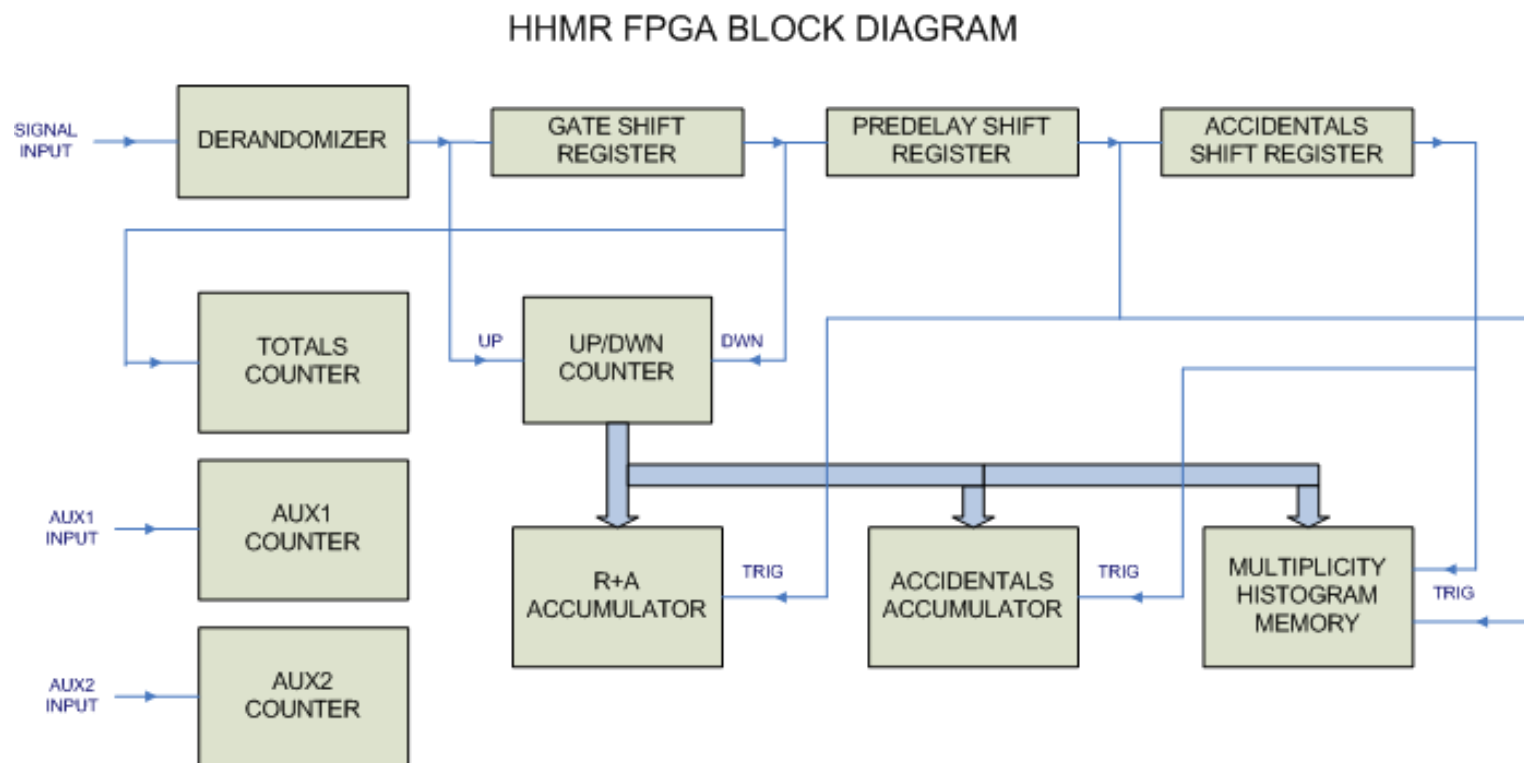 HHMR FPGA BLOCK DIAGRAM
SIGNAL
INPUT
DERANDOMIZER
GATE SHIFT
REGISTER
PREDELAY SHIFT
REGISTER
ACCIDENTALS
SHIFT REGISTER
TOTALS
COUNTER
UP
UP/DWN
COUNTER
DWN
AUX1
INPUT
AUX1
COUNTER
R+A
ACCUMULATOR
TRIG
ACCIDENTALS
ACCUMULATOR
TRIG
MULTIPLICITY
HISTOGRAM
MEMORY
TRIG
AUX2
INPUT
AUX2
COUNTER